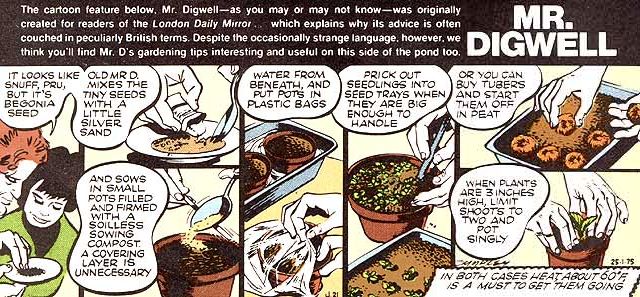 The cartoon feature below, Mr. Digwell—as you may or may not know—was originally
created for readers of the London Daily Mirror... which explains why its advice is often
couched in peculiarly British terms. Despite the occasionally strange language, however, we
think you'll find Mr. D's gardening tips interesting and useful on this side of the pond too.
MR.
DIGWELL
IT LOOKS LIKE
SNUFF, PRU,
BUT IT'S
BEGONIA
SEED
OLD MR D.
MIXES THE
TINY SEEDS
WITH A
LITTLE
SILVER
SAND
AND SOWS
IN SMALL
POTS FILLED
AND FIRMED
WITH A
SOILLESS
SOWING
COMPOST.
A COVERING
LAYER IS
UNNECESSARY
WATER FROM
BENEATH, AND
PUT POTS IN
PLASTIC BAGS
PRICK OUT
SEEDLINGS INTO
SEED TRAYS WHEN
THEY ARE BIG
ENOUGH TO
HANDLE
OR YOU CAN
BUY TUBERS
AND START
THEM OFF
IN PEAT
WHEN PLANTS
ARE 3 INCHES
HIGH, LIMIT
SHOOTS TO
TWO AND
POT
SINGLY
25·1·75
IN BOTH CASES HEAT ABOUT 60°F,
IS A MUST TO GET THEM GOING